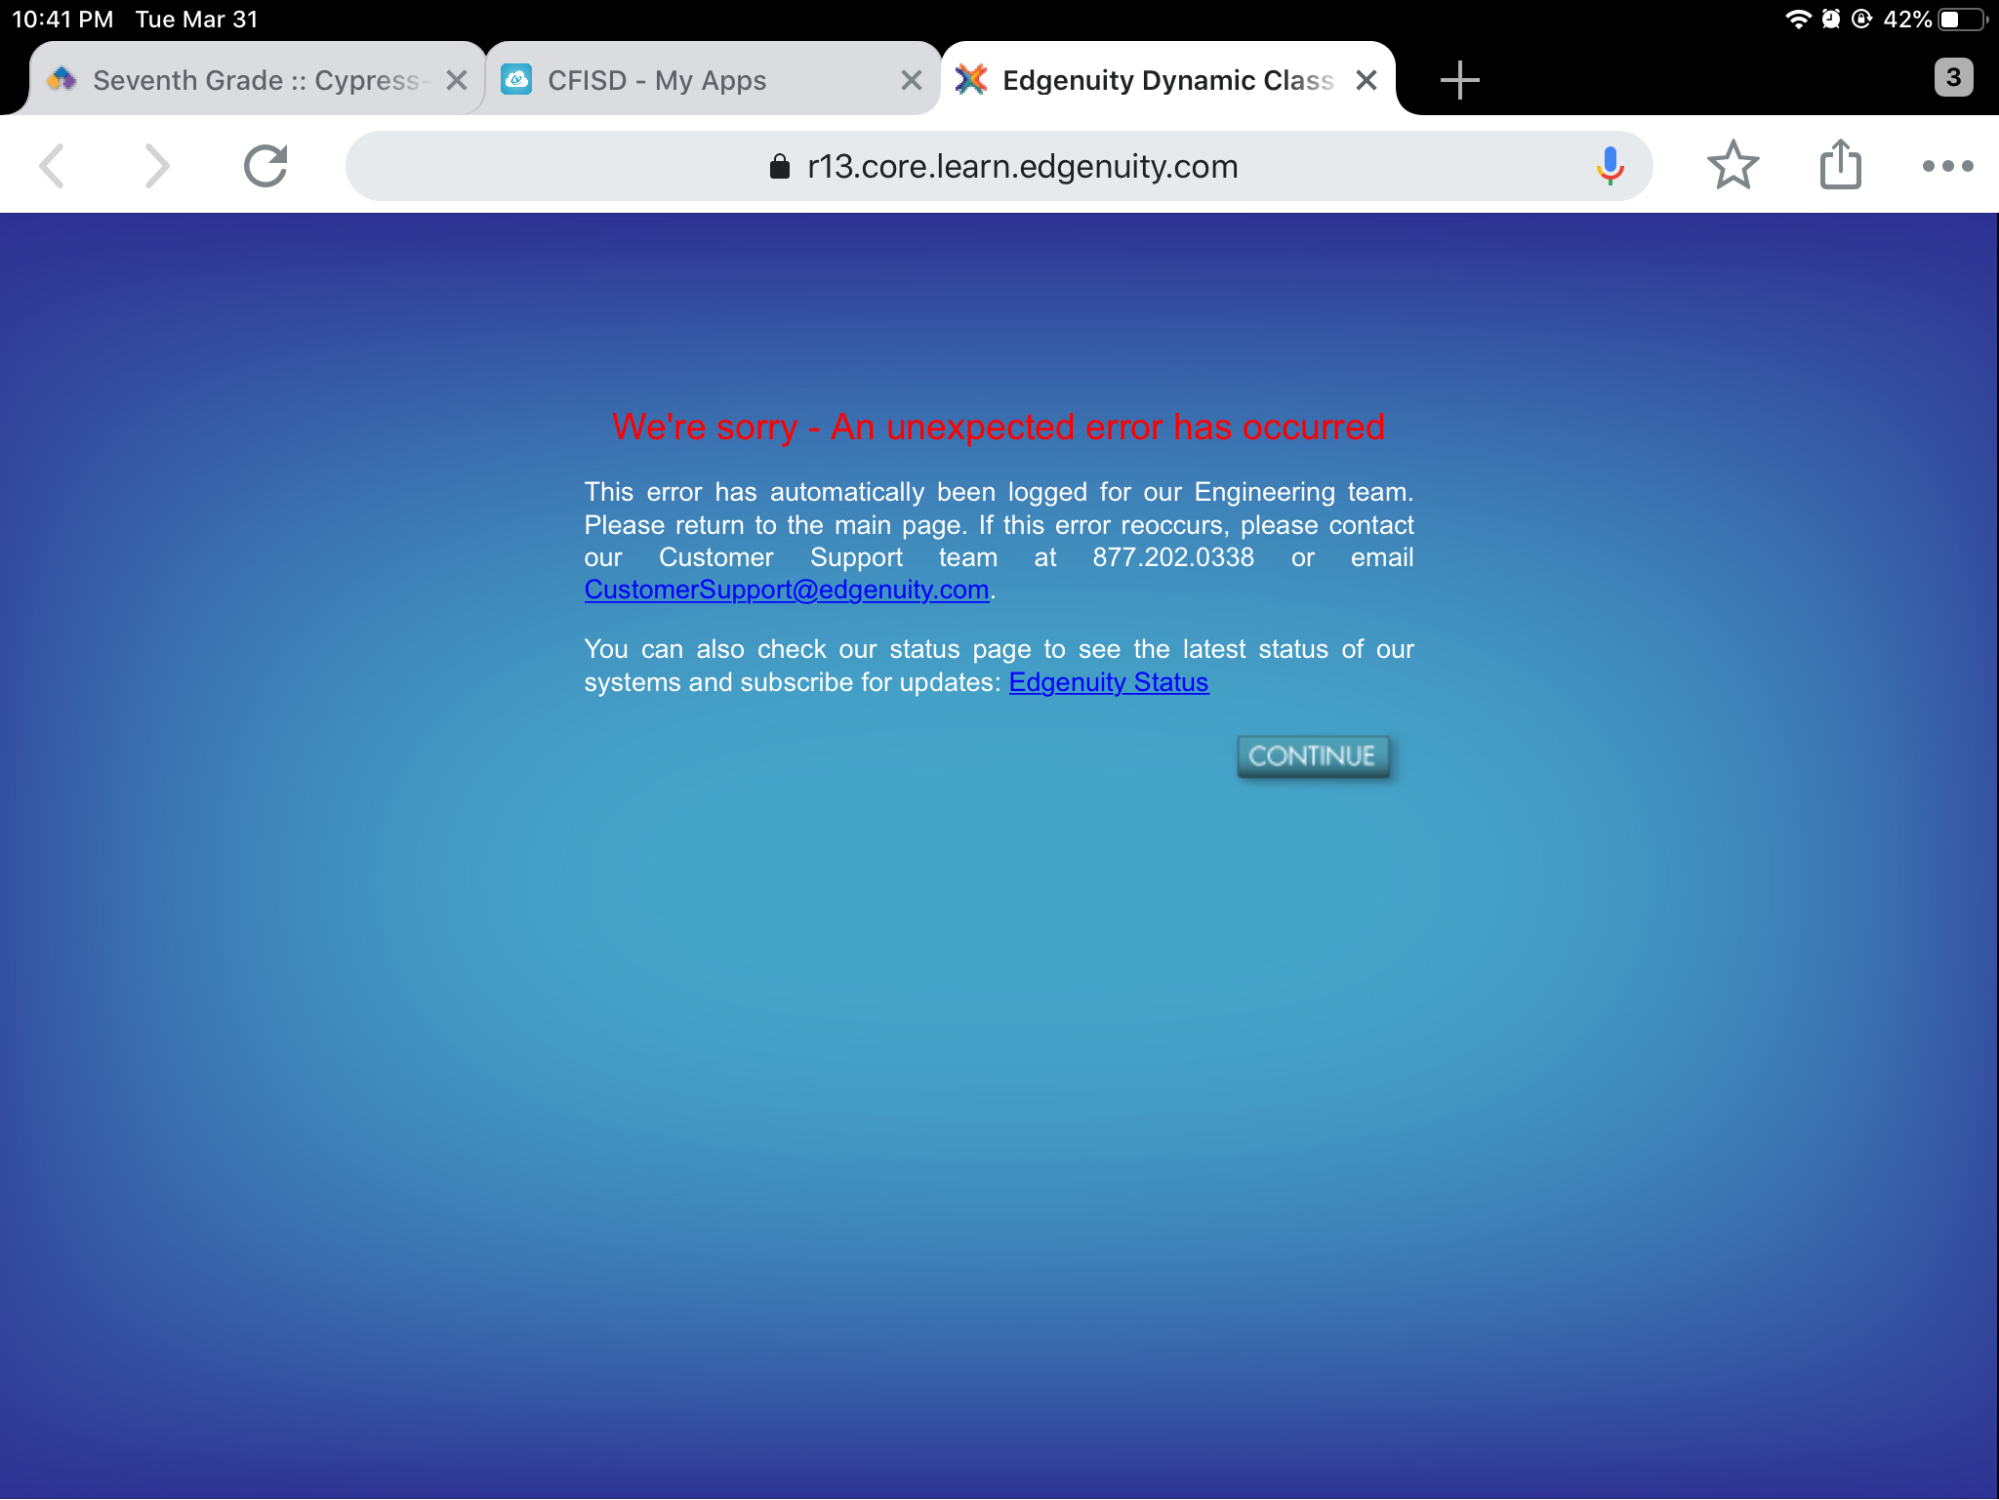 10:41 PM Tue Mar 31 42%
Seventh Grade :: Cypress- CFISD - My Apps Edgenuity Dynamic Class 3
r13.core.learn.edgenuity.com
We're sorry - An unexpected error has occurred
This error has automatically been logged for our Engineering team.
Please return to the main page. If this error reoccurs, please contact
our Customer Support team at 877.202.0338 or email
CustomerSupport@edgenuity.com.
You can also check our status page to see the latest status of our
systems and subscribe for updates: Edgenuity Status
CONTINUE